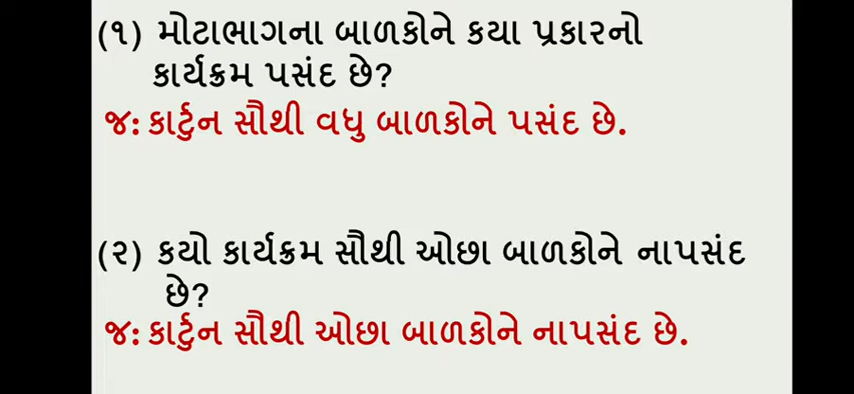 (૧) મોટાભાગના બાળકોને કયા પ્રકારનો
કાર્યક્રમ પસંદ છે?
જ: કાર્ટુન સૌથી વધુ બાળકોને પસંદ છે.
(૨) કયો કાર્યક્રમ સૌથી ઓછા બાળકોને નાપસંદ
છે?
જ: કાર્ટુન સૌથી ઓછા બાળકોને નાપસંદ છે.